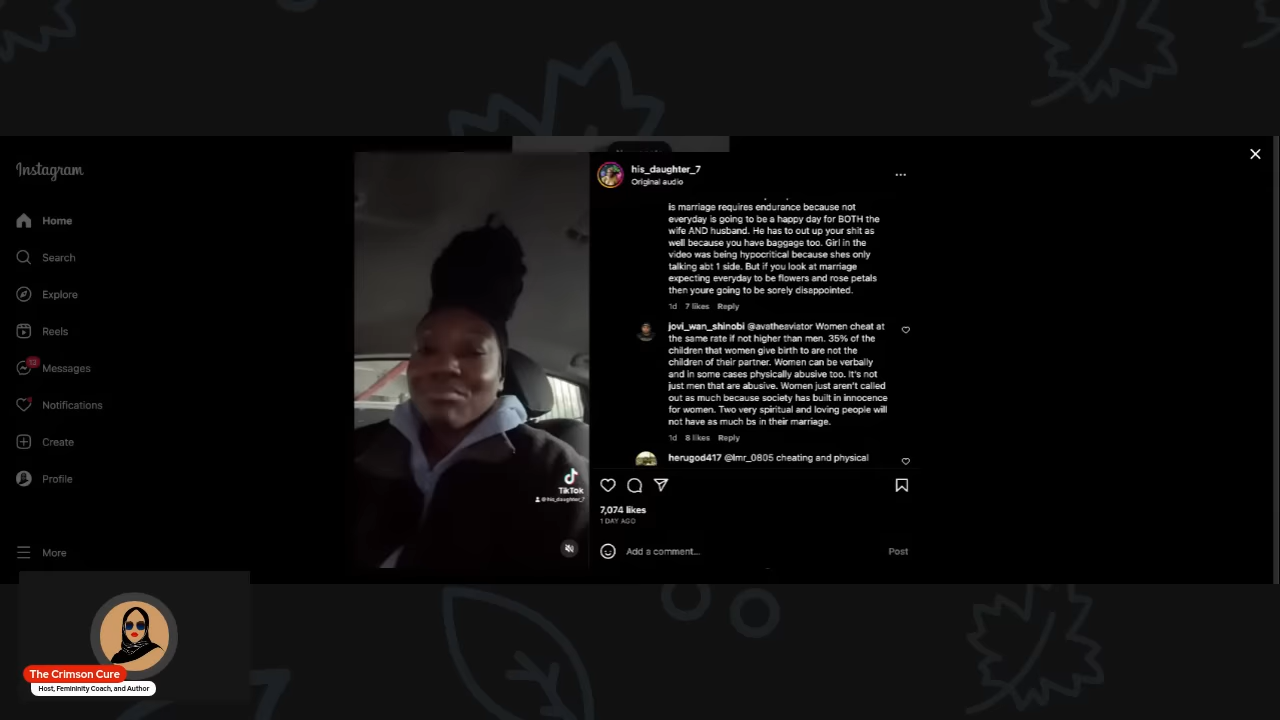 Instagram
Home
Search
Explore
Reels
13
Messages
Notifications
Create
Profile
More
TikTok
@his_daughter_7
his_daughter_7
Original audio
is marriage requires endurance because not
everyday is going to be a happy day for BOTH the
wife AND husband. He has to out up your shit as
well because you have baggage too. Girl in the
video was being hypocritical because shes only
talking abt 1 side. But if you look at marriage
expecting everyday to be flowers and rose petals
then youre going to be sorely disappointed.
1d 7 likes Reply
jovi_wan_shinobi @avatheaviator Women cheat at
the same rate if not higher than men. 35% of the
children that women give birth to are not the
children of their partner. Women can be verbally
and in some cases physically abusive too. It's not
just men that are abusive. Women just aren't called
out as much because society has built in innocence
for women. Two very spiritual and loving people will
not have as much bs in their marriage.
1d 8 likes Reply
herugod417 @lmr_0805 cheating and physical
7,074 likes
1 DAY AGO
Add a comment...
Post
The Crimson Cure
Host, Femininity Coach, and Author